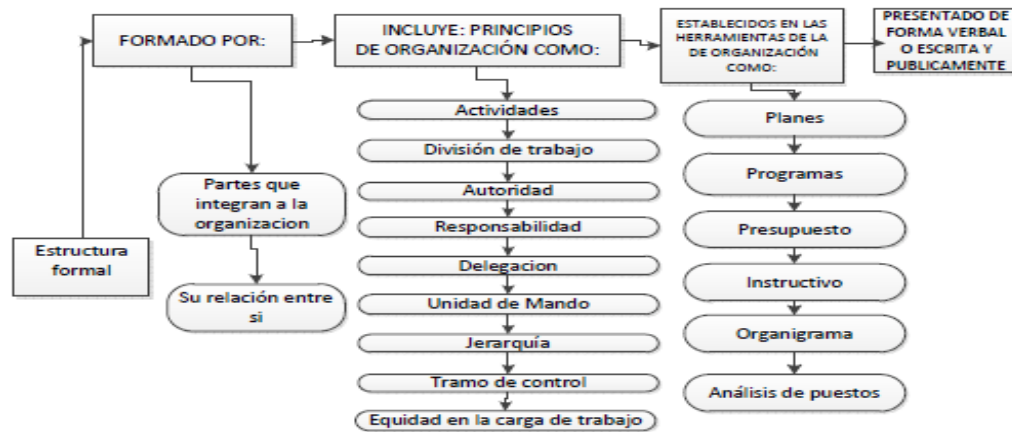 FORMADO POR:
INCLUYE: PRINCIPIOS
DE ORGANIZACIÓN COMO:
ESTABLECIDOS EN LAS
HERRAMIENTAS DE LA
DE ORGANIZACIÓN
COMO:
PRESENTADO DE
FORMA VERBAL
O ESCRITA Y
PUBLICAMENTE
Estructura
formal
Partes que
integran a la
organizacion
Su relación entre
si
Actividades
División de trabajo
Autoridad
Responsabilidad
Delegacion
Unidad de Mando
Jerarquía
Tramo de control
Equidad en la carga de trabajo
Planes
Programas
Presupuesto
Instructivo
Organigrama
Análisis de puestos